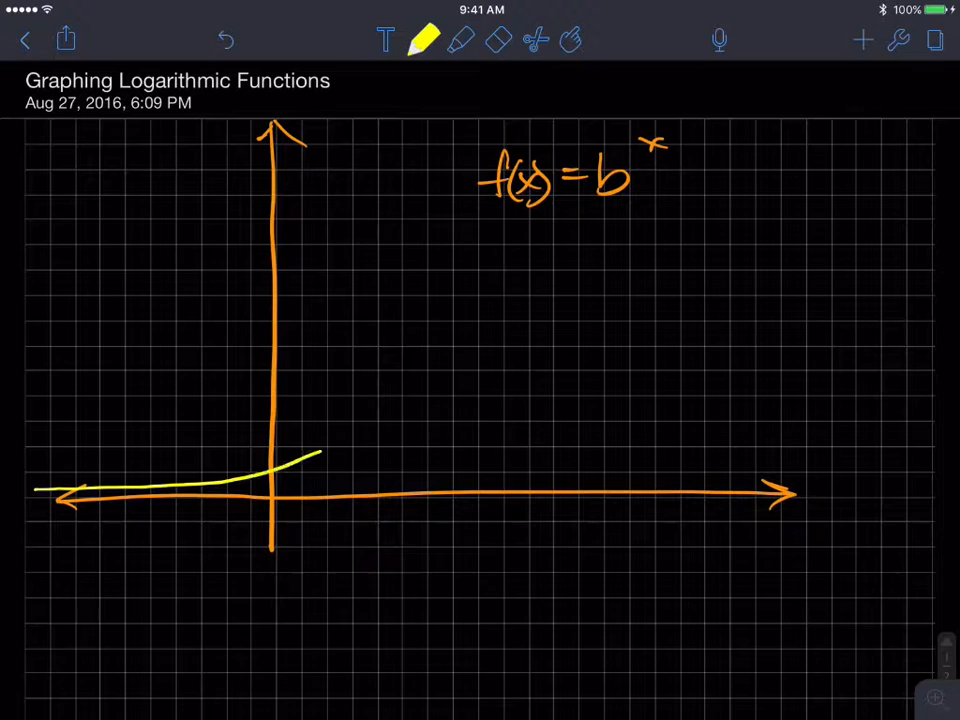 9:41 AM
100%
T
Graphing Logarithmic Functions
Aug 27, 2016, 6:09 PM
f(x) = b^x